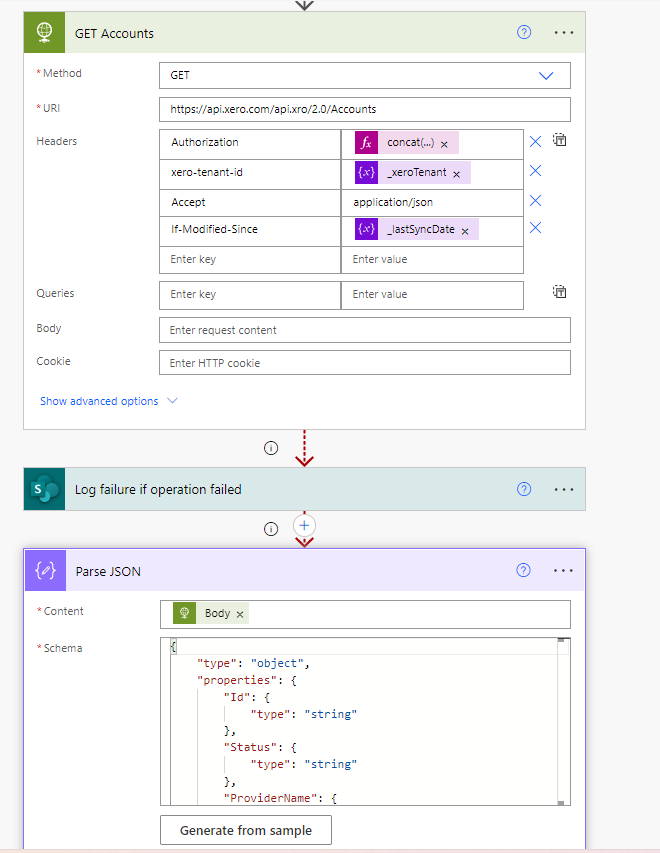 GET Accounts
* Method
GET
* URI
https://api.xero.com/api.xro/2.0/Accounts
Headers
Authorization
fx concat(...) ×
xero-tenant-id
{x} _xeroTenant ×
Accept
application/json
If-Modified-Since
{x} _lastSyncDate ×
Enter key
Enter value
Queries
Enter key
Enter value
Body
Enter request content
Cookie
Enter HTTP cookie
Show advanced options
S
Log failure if operation failed
Parse JSON
* Content
Body ×
* Schema
{
"type": "object",
"properties": {
"Id": {
"type": "string"
},
"Status": {
"type": "string"
},
"ProviderName": {
Generate from sample